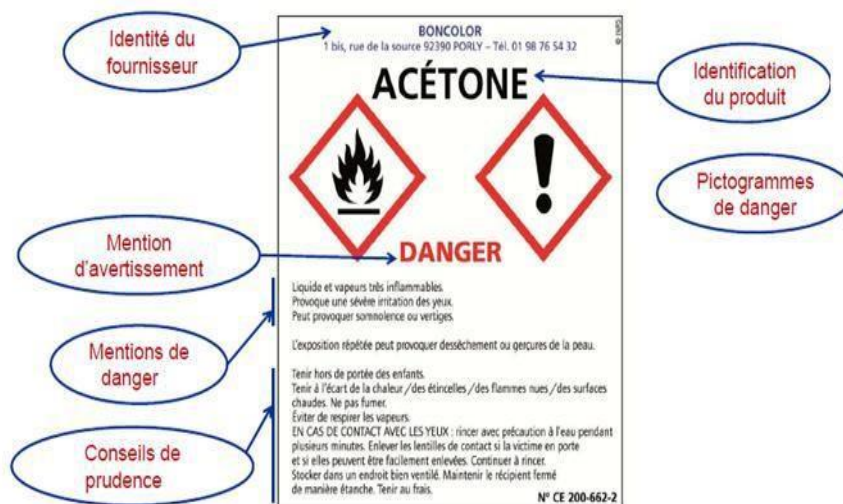 Identité du
fournisseur
BONCOLOR
1 bis, rue de la source 92390 PORLY – Tél. 01 98 76 54 32
ACÉTONE
Identification
du produit
Pictogrammes
de danger
Mention
d'avertissement
DANGER
Mentions de
danger
Liquide et vapeurs très inflammables.
Provoque une sévère irritation des yeux.
Peut provoquer somnolence ou vertiges.
L'exposition répétée peut provoquer dessèchement ou gerçures de la peau.
Conseils de
prudence
Tenir hors de portée des enfants.
Tenir à l'écart de la chaleur / des étincelles / des flammes nues / des surfaces
chaudes. Ne pas fumer.
Éviter de respirer les vapeurs.
EN CAS DE CONTACT AVEC LES YEUX : rincer avec précaution à l'eau pendant
plusieurs minutes. Enlever les lentilles de contact si la victime en porte
et si elles peuvent être facilement enlevées. Continuer à rincer.
Stocker dans un endroit bien ventilé. Maintenir le récipient fermé
de manière étanche. Tenir au frais.
N° CE 200-662-2